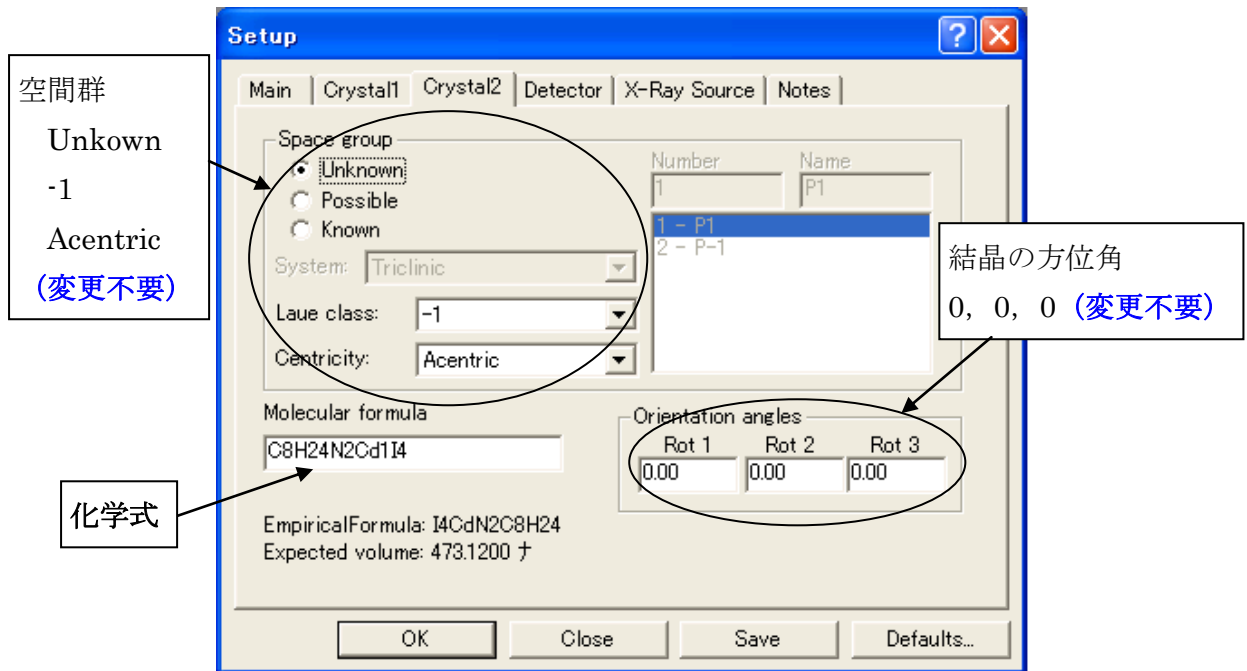 Setup
Main Crystal1 Crystal2 Detector X-Ray Source Notes
空間群
Unkown
-1
Acentric
(変更不要)
Space group
Unknown
Possible
Known
System: Triclinic
Laue class: -1
Centricity: Acentric
Number Name
1 P1
1 - P1
2 - P-1
結晶の方位角
0, 0, 0 (変更不要)
Molecular formula
C8H24N2Cd1I4
化学式
Orientation angles
Rot 1 Rot 2 Rot 3
0.00 0.00 0.00
EmpiricalFormula: I4CdN2C8H24
Expected volume: 473.1200 ナ
OK Close Save Defaults...